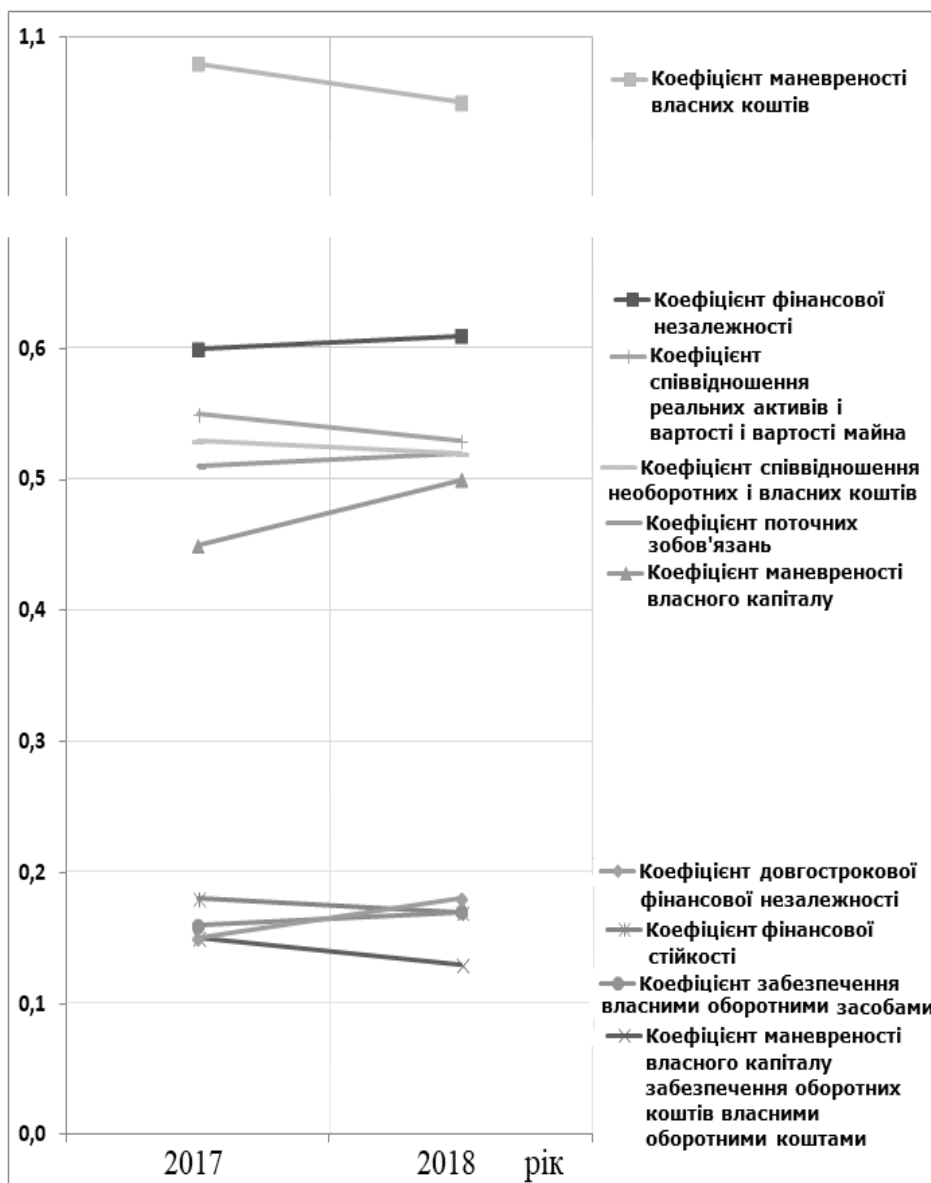 1,1
Коефіцієнт маневреності
власних коштів
Коефіцієнт фінансової
незалежності
0,6
Коефіцієнт
співвідношення
реальних активів і
вартості і вартості майна
Коефіцієнт співвідношення
необоротних і власних коштів
0,5
Коефіцієнт поточних
зобов'язань
Коефіцієнт маневреності
власного капіталу
0,4
0,3
0,2
Коефіцієнт довгострокової
фінансової незалежності
Коефіцієнт фінансової
стійкості
Коефіцієнт забезпечення
власними оборотними засобами
0,1
Коефіцієнт маневреності
власного капіталу
забезпечення оборотних
коштів власними
оборотними коштами
0,0
2017 2018 рік